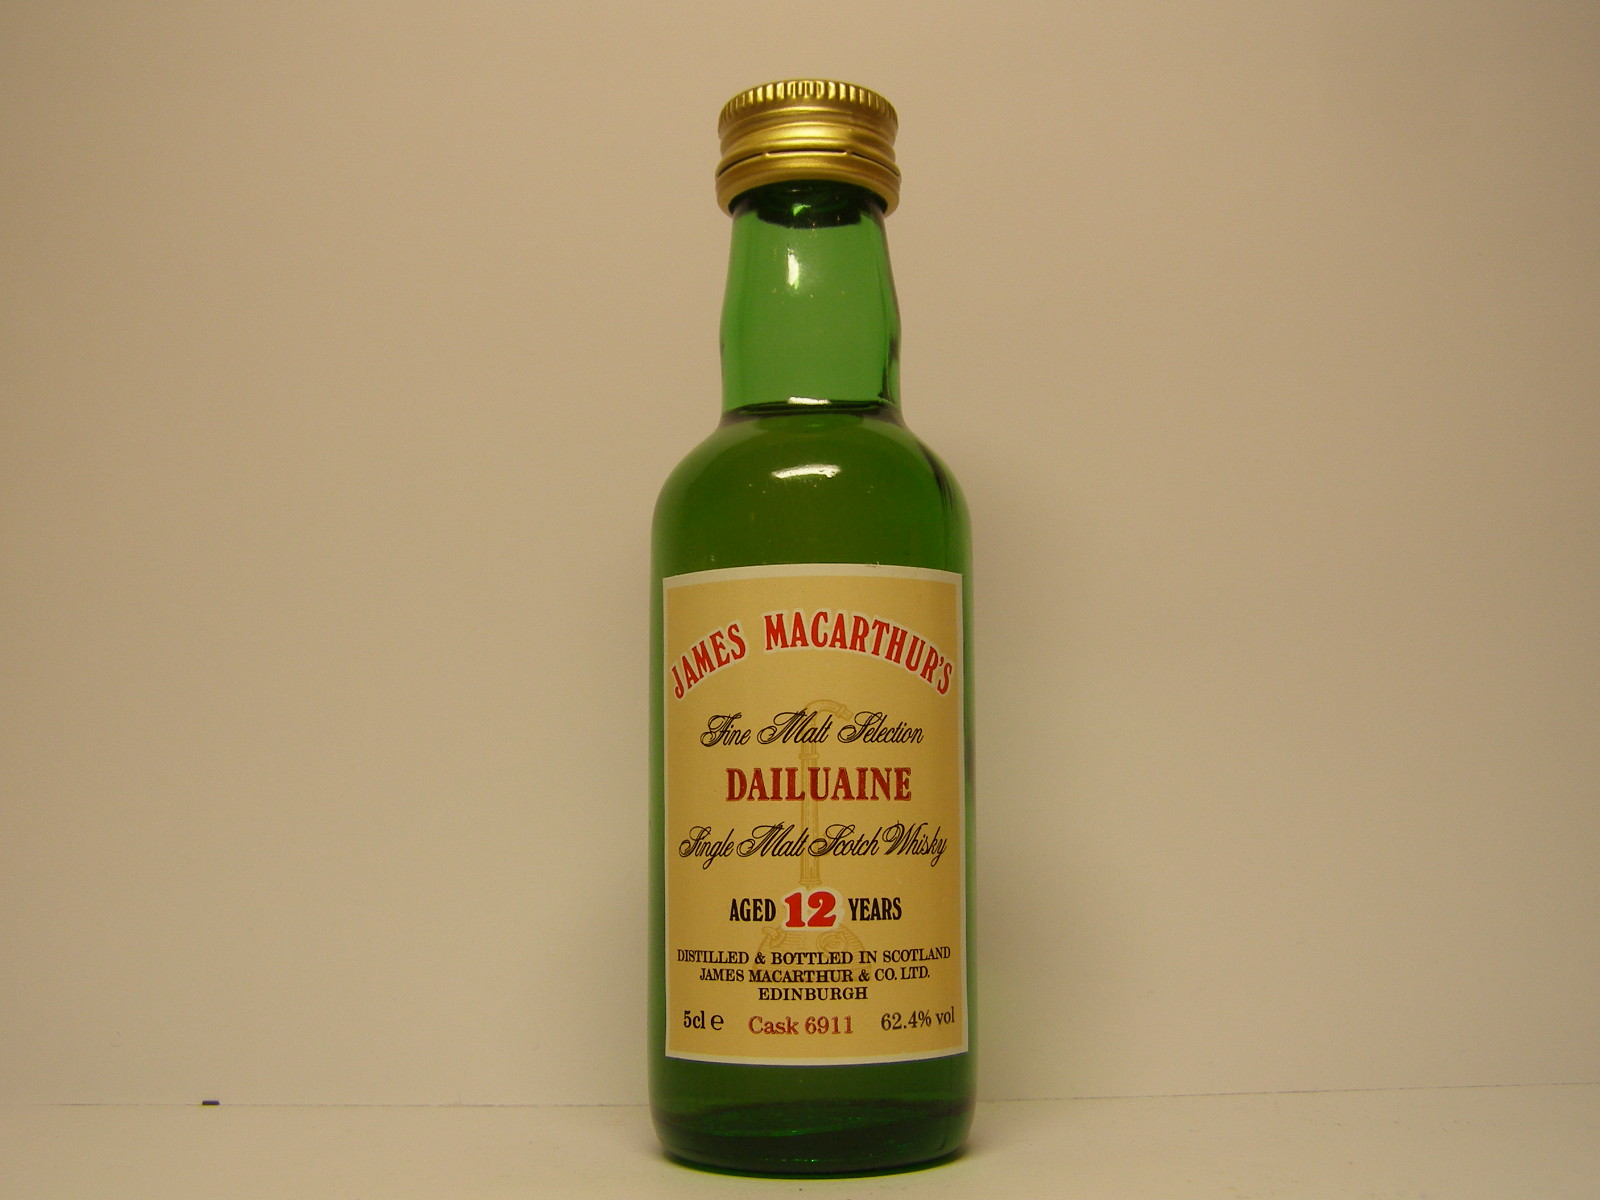 JAMES MACARTHUR'S
Fine Malt Selection
DAILUAINE
Single Malt Scotch Whisky
AGED 12 YEARS
DISTILLED & BOTTLED IN SCOTLAND
JAMES MACARTHUR & CO. LTD.
EDINBURGH
5cl e Cask 6911 62.4% vol